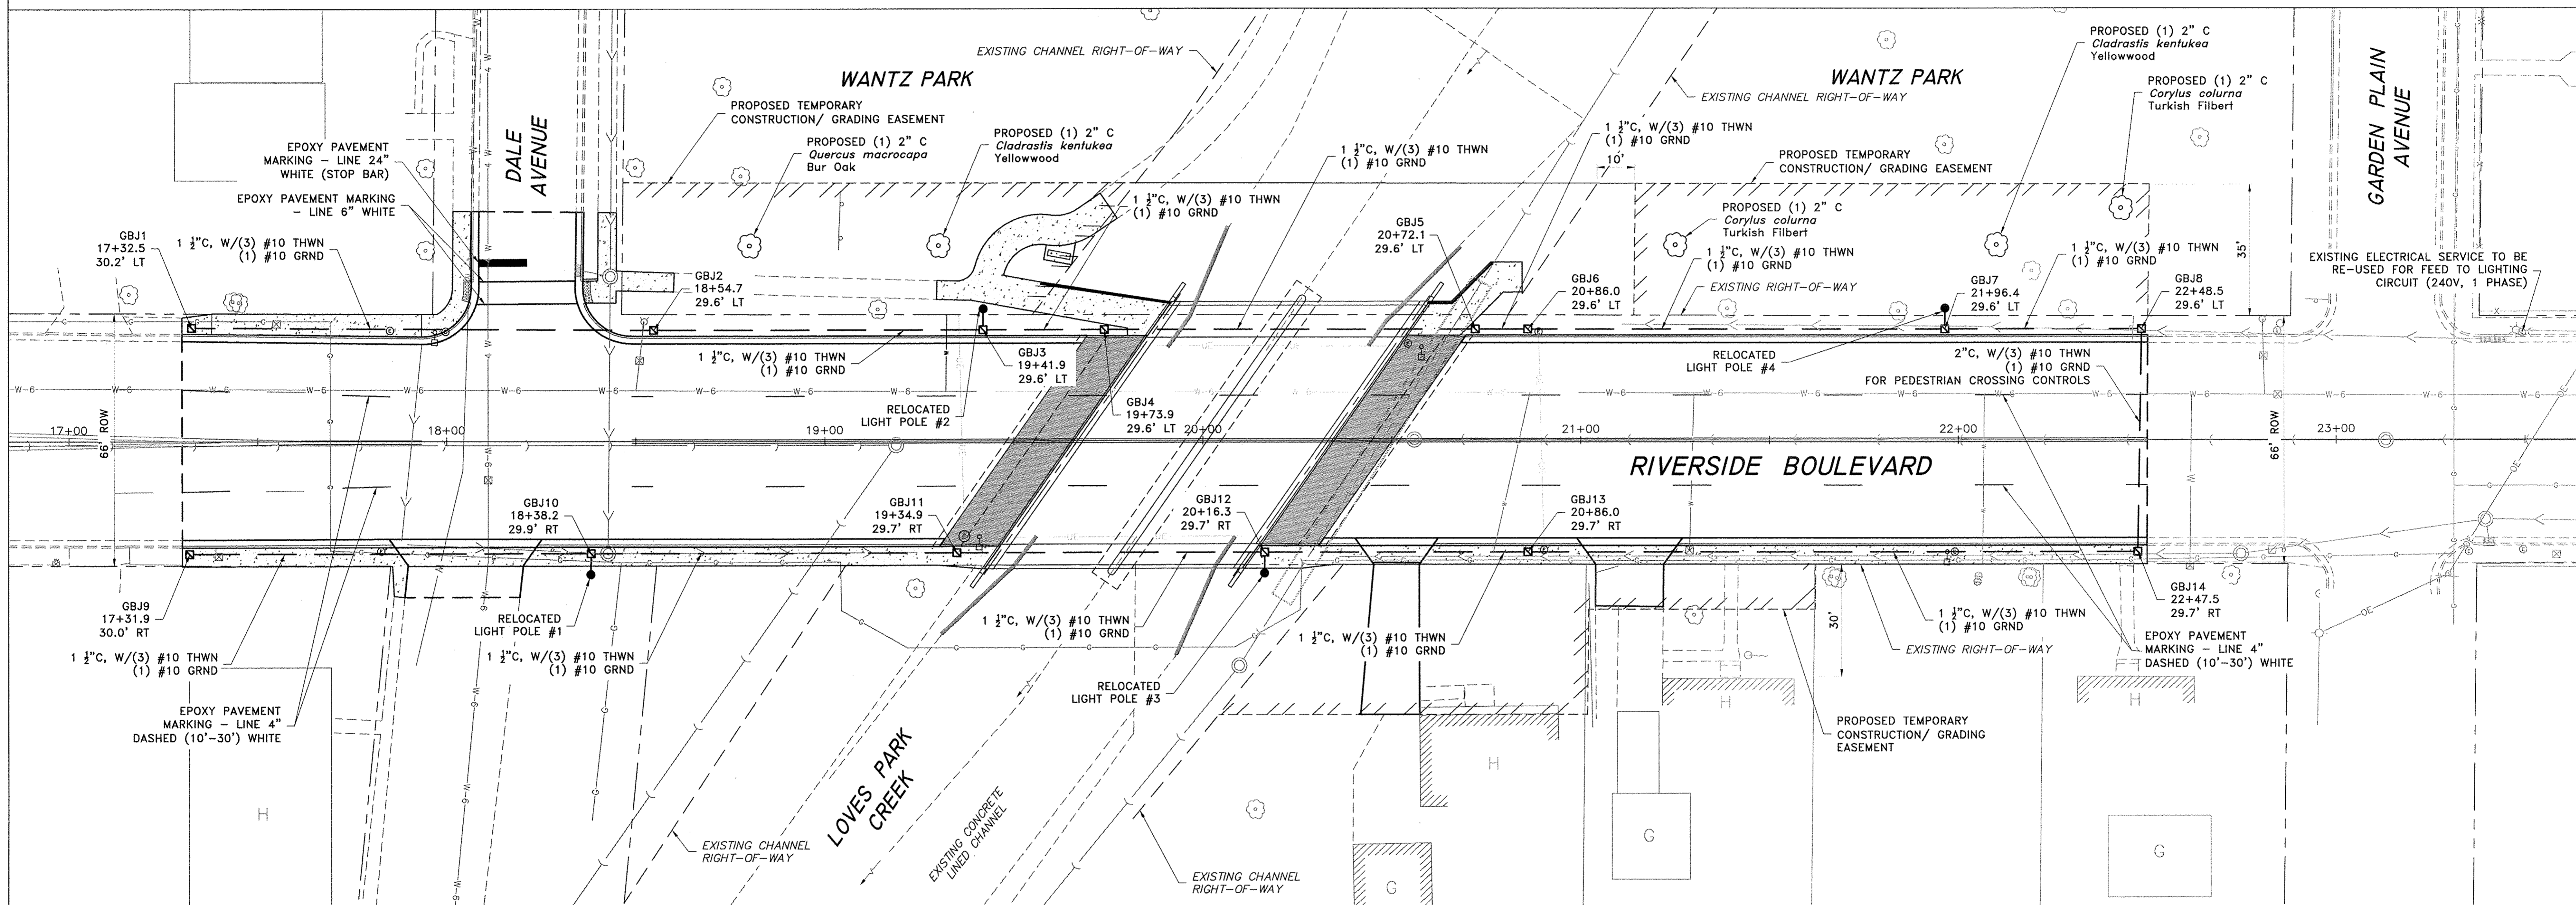 EXISTING CHANNEL RIGHT-OF-WAY
WANTZ PARK
PROPOSED TEMPORARY
CONSTRUCTION/ GRADING EASEMENT
PROPOSED (1) 2" C
Quercus macrocapa
Bur Oak
PROPOSED (1) 2" C
Cladrastis kentukea
Yellowwood
DALE
AVENUE
EPOXY PAVEMENT
MARKING - LINE 24"
WHITE (STOP BAR)
EPOXY PAVEMENT MARKING
- LINE 6" WHITE
GBJ1
17+32.5
30.2' LT
1 ½"C, W/(3) #10 THWN
(1) #10 GRND
GBJ2
18+54.7
29.6' LT
1 ½"C, W/(3) #10 THWN
(1) #10 GRND
1 ½"C, W/(3) #10 THWN
(1) #10 GRND
GBJ3
19+41.9
29.6' LT
RELOCATED
LIGHT POLE #2
GBJ4
19+73.9
29.6' LT
1 ½"C, W/(3) #10 THWN
(1) #10 GRND
1 ½"C, W/(3) #10 THWN
(1) #10 GRND
GBJ5
20+72.1
29.6' LT
GBJ6
20+86.0
29.6' LT
WANTZ PARK
EXISTING CHANNEL RIGHT-OF-WAY
PROPOSED (1) 2" C
Cladrastis kentukea
Yellowwood
PROPOSED (1) 2" C
Corylus colurna
Turkish Filbert
10'
PROPOSED TEMPORARY
CONSTRUCTION/ GRADING EASEMENT
PROPOSED (1) 2" C
Corylus colurna
Turkish Filbert
1 ½"C, W/(3) #10 THWN
(1) #10 GRND
EXISTING RIGHT-OF-WAY
GBJ7
21+96.4
29.6' LT
1 ½"C, W/(3) #10 THWN
(1) #10 GRND
GBJ8
22+48.5
29.6' LT
35'
GARDEN PLAIN
AVENUE
EXISTING ELECTRICAL SERVICE TO BE
RE-USED FOR FEED TO LIGHTING
CIRCUIT (240V, 1 PHASE)
RELOCATED
LIGHT POLE #4
2"C, W/(3) #10 THWN
(1) #10 GRND
FOR PEDESTRIAN CROSSING CONTROLS
66' ROW
17+00
18+00
19+00
20+00
21+00
22+00
23+00
66' ROW
RIVERSIDE BOULEVARD
GBJ9
17+31.9
30.0' RT
GBJ10
18+38.2
29.9' RT
GBJ11
19+34.9
29.7' RT
GBJ12
20+16.3
29.7' RT
GBJ13
20+86.0
29.7' RT
GBJ14
22+47.5
29.7' RT
1 ½"C, W/(3) #10 THWN
(1) #10 GRND
EPOXY PAVEMENT
MARKING - LINE 4"
DASHED (10'-30') WHITE
RELOCATED
LIGHT POLE #1
1 ½"C, W/(3) #10 THWN
(1) #10 GRND
1 ½"C, W/(3) #10 THWN
(1) #10 GRND
RELOCATED
LIGHT POLE #3
1 ½"C, W/(3) #10 THWN
(1) #10 GRND
30'
1 ½"C, W/(3) #10 THWN
(1) #10 GRND
EXISTING RIGHT-OF-WAY
EPOXY PAVEMENT
MARKING - LINE 4"
DASHED (10'-30') WHITE
PROPOSED TEMPORARY
CONSTRUCTION/ GRADING
EASEMENT
LOVES PARK
CREEK
EXISTING CONCRETE
LINED CHANNEL
EXISTING CHANNEL
RIGHT-OF-WAY
EXISTING CHANNEL
RIGHT-OF-WAY
H
H
H
H
G
G
G